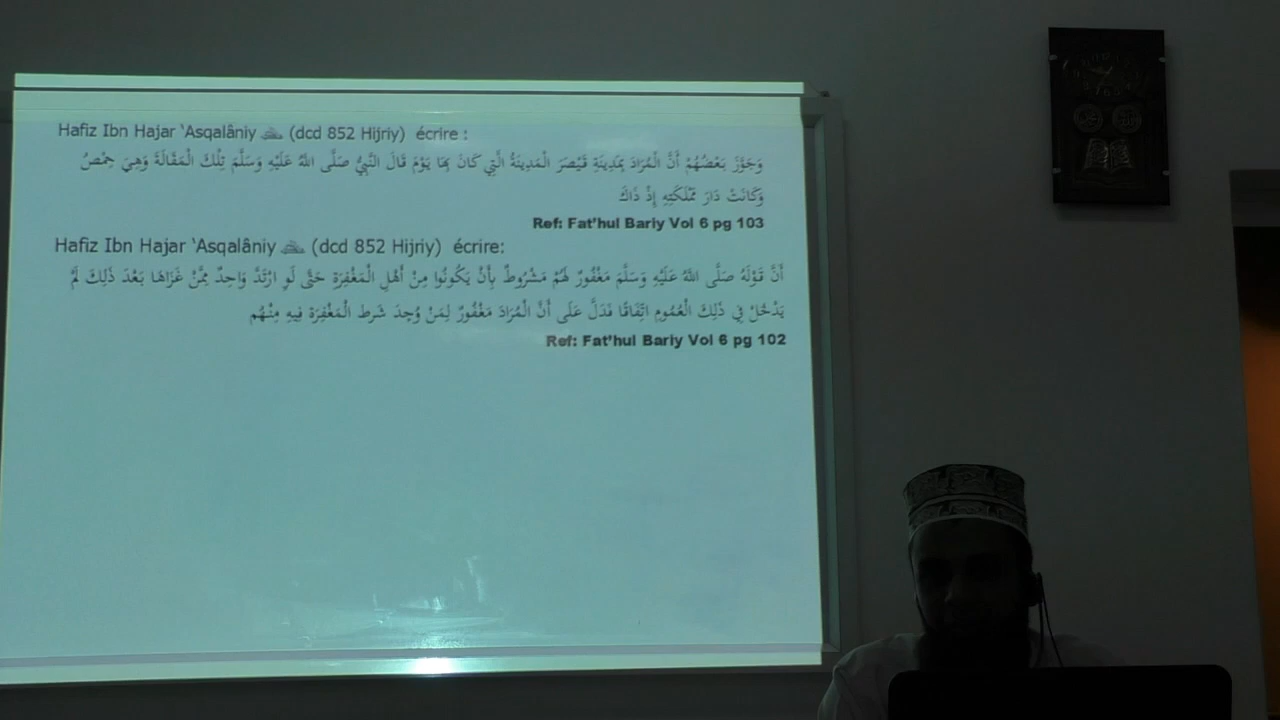 Hafiz Ibn Hajar ‘Asqalâniy (dcd 852 Hijriy) écrire :
وَجَوَّزَ بَعْضُهُمْ أَنَّ الْمُرَادَ بِمَدِينَةِ قَيْصَرَ الْمَدِينَةُ الَّتِي كَانَ بِهَا يَوْمَ قَالَ النَّبِيُّ صَلَّى اللهُ عَلَيْهِ وَسَلَّمَ تِلْكَ الْمَقَالَةَ وَهِيَ حِمْصُ
وَكَانَتْ دَارَ مَمْلَكَتِهِ إِذْ ذَاكَ
Ref: Fat’hul Bariy Vol 6 pg 103
Hafiz Ibn Hajar ‘Asqalâniy (dcd 852 Hijriy) écrire:
أَنَّ قَوْلَهُ صَلَّى اللهُ عَلَيْهِ وَسَلَّمَ مَغْفُورٌ لَهُمْ مَشْرُوطٌ بِأَنْ يَكُونُوا مِنْ أَهْلِ الْمَغْفِرَةِ حَتَّى لَوِ ارْتَدَّ وَاحِدٌ مِمَّنْ غَزَاهَا بَعْدَ ذَلِكَ لَمْ
يَدْخُلْ فِي ذَلِكَ الْعُمُومِ اتِّفَاقًا فَدَلَّ عَلَى أَنَّ الْمُرَادَ مَغْفُورٌ لِمَنْ وُجِدَ شَرط الْمَغْفِرَة فِيهِ مِنْهُم
Ref: Fat’hul Bariy Vol 6 pg 102